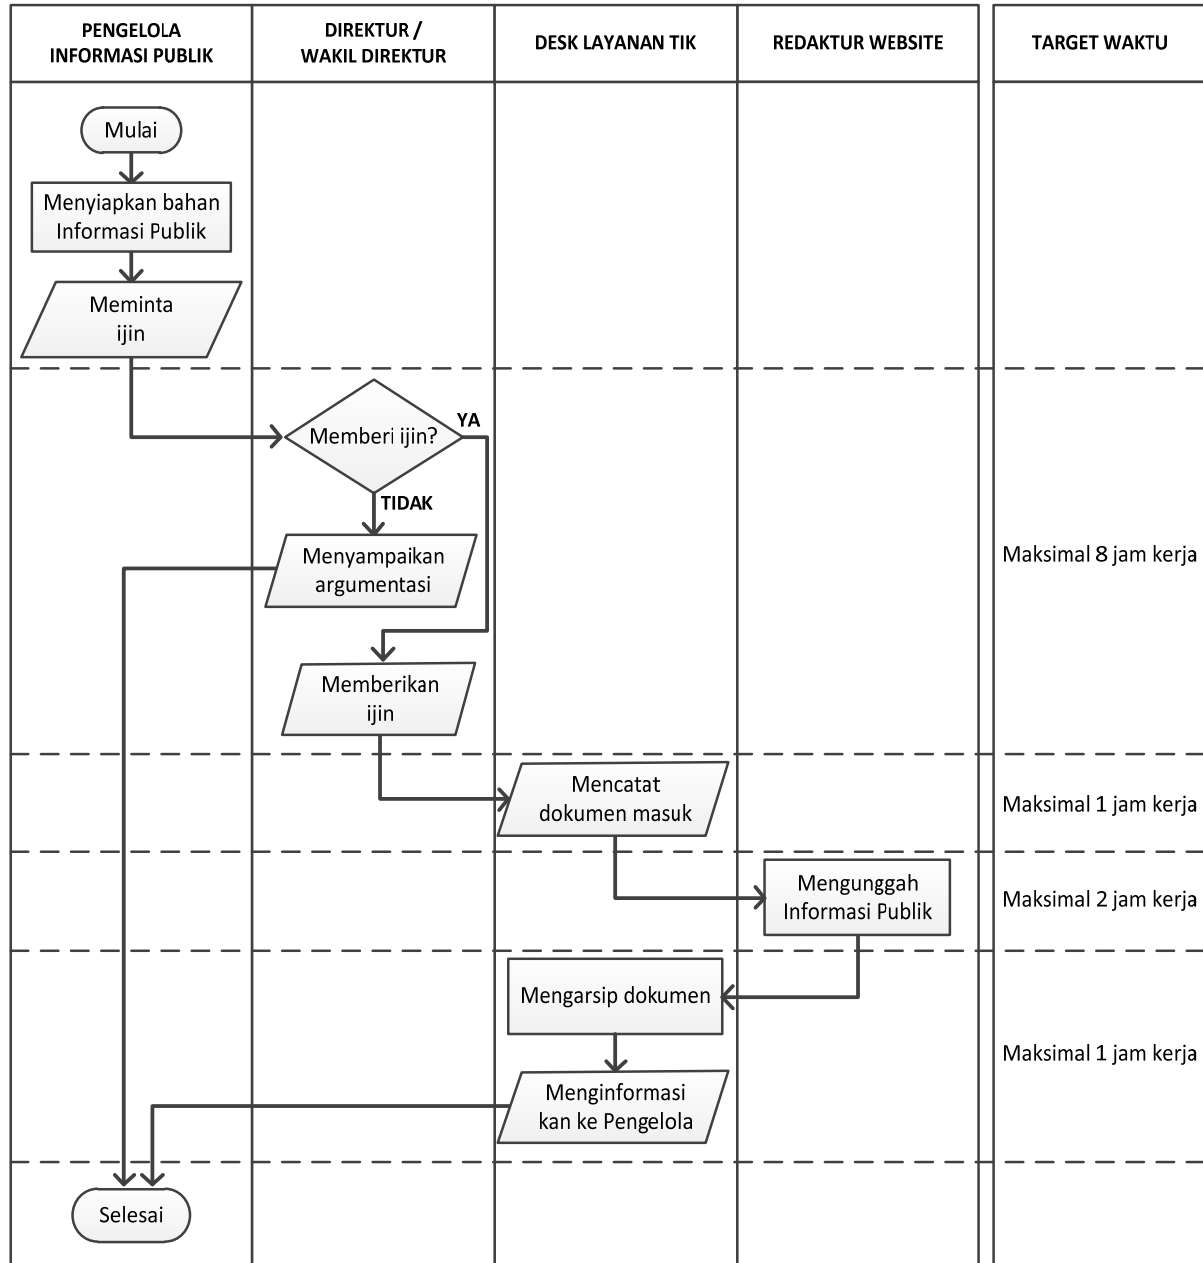 PENGELOLA
INFORMASI PUBLIK
DIREKTUR /
WAKIL DIREKTUR
DESK LAYANAN TIK
REDAKTUR WEBSITE
TARGET WAKTU
Mulai
Menyiapkan bahan
Informasi Publik
Meminta
ijin
Memberi ijin?
YA
TIDAK
Menyampaikan
argumentasi
Maksimal 8 jam kerja
Memberikan
ijin
Mencatat
dokumen masuk
Maksimal 1 jam kerja
Mengunggah
Informasi Publik
Maksimal 2 jam kerja
Mengarsip dokumen
Maksimal 1 jam kerja
Menginformasi
kan ke Pengelola
Selesai